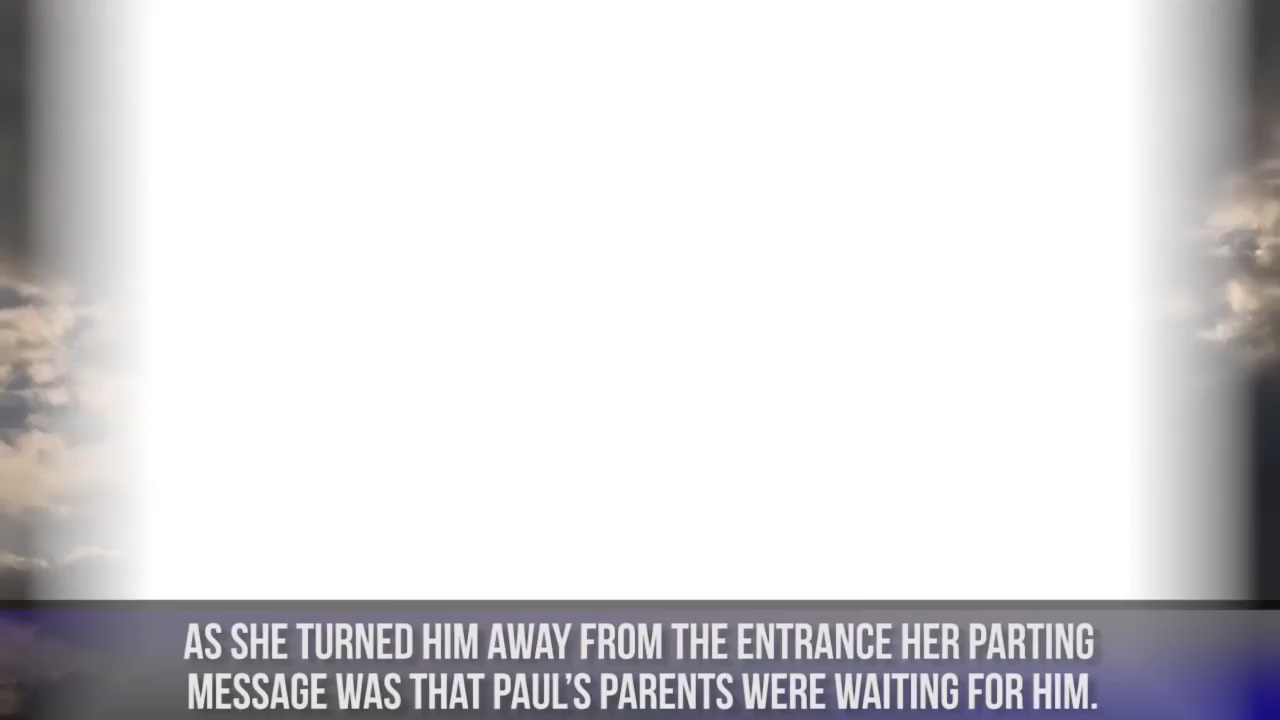 AS SHE TURNED HIM AWAY FROM THE ENTRANCE HER PARTING
MESSAGE WAS THAT PAUL’S PARENTS WERE WAITING FOR HIM.